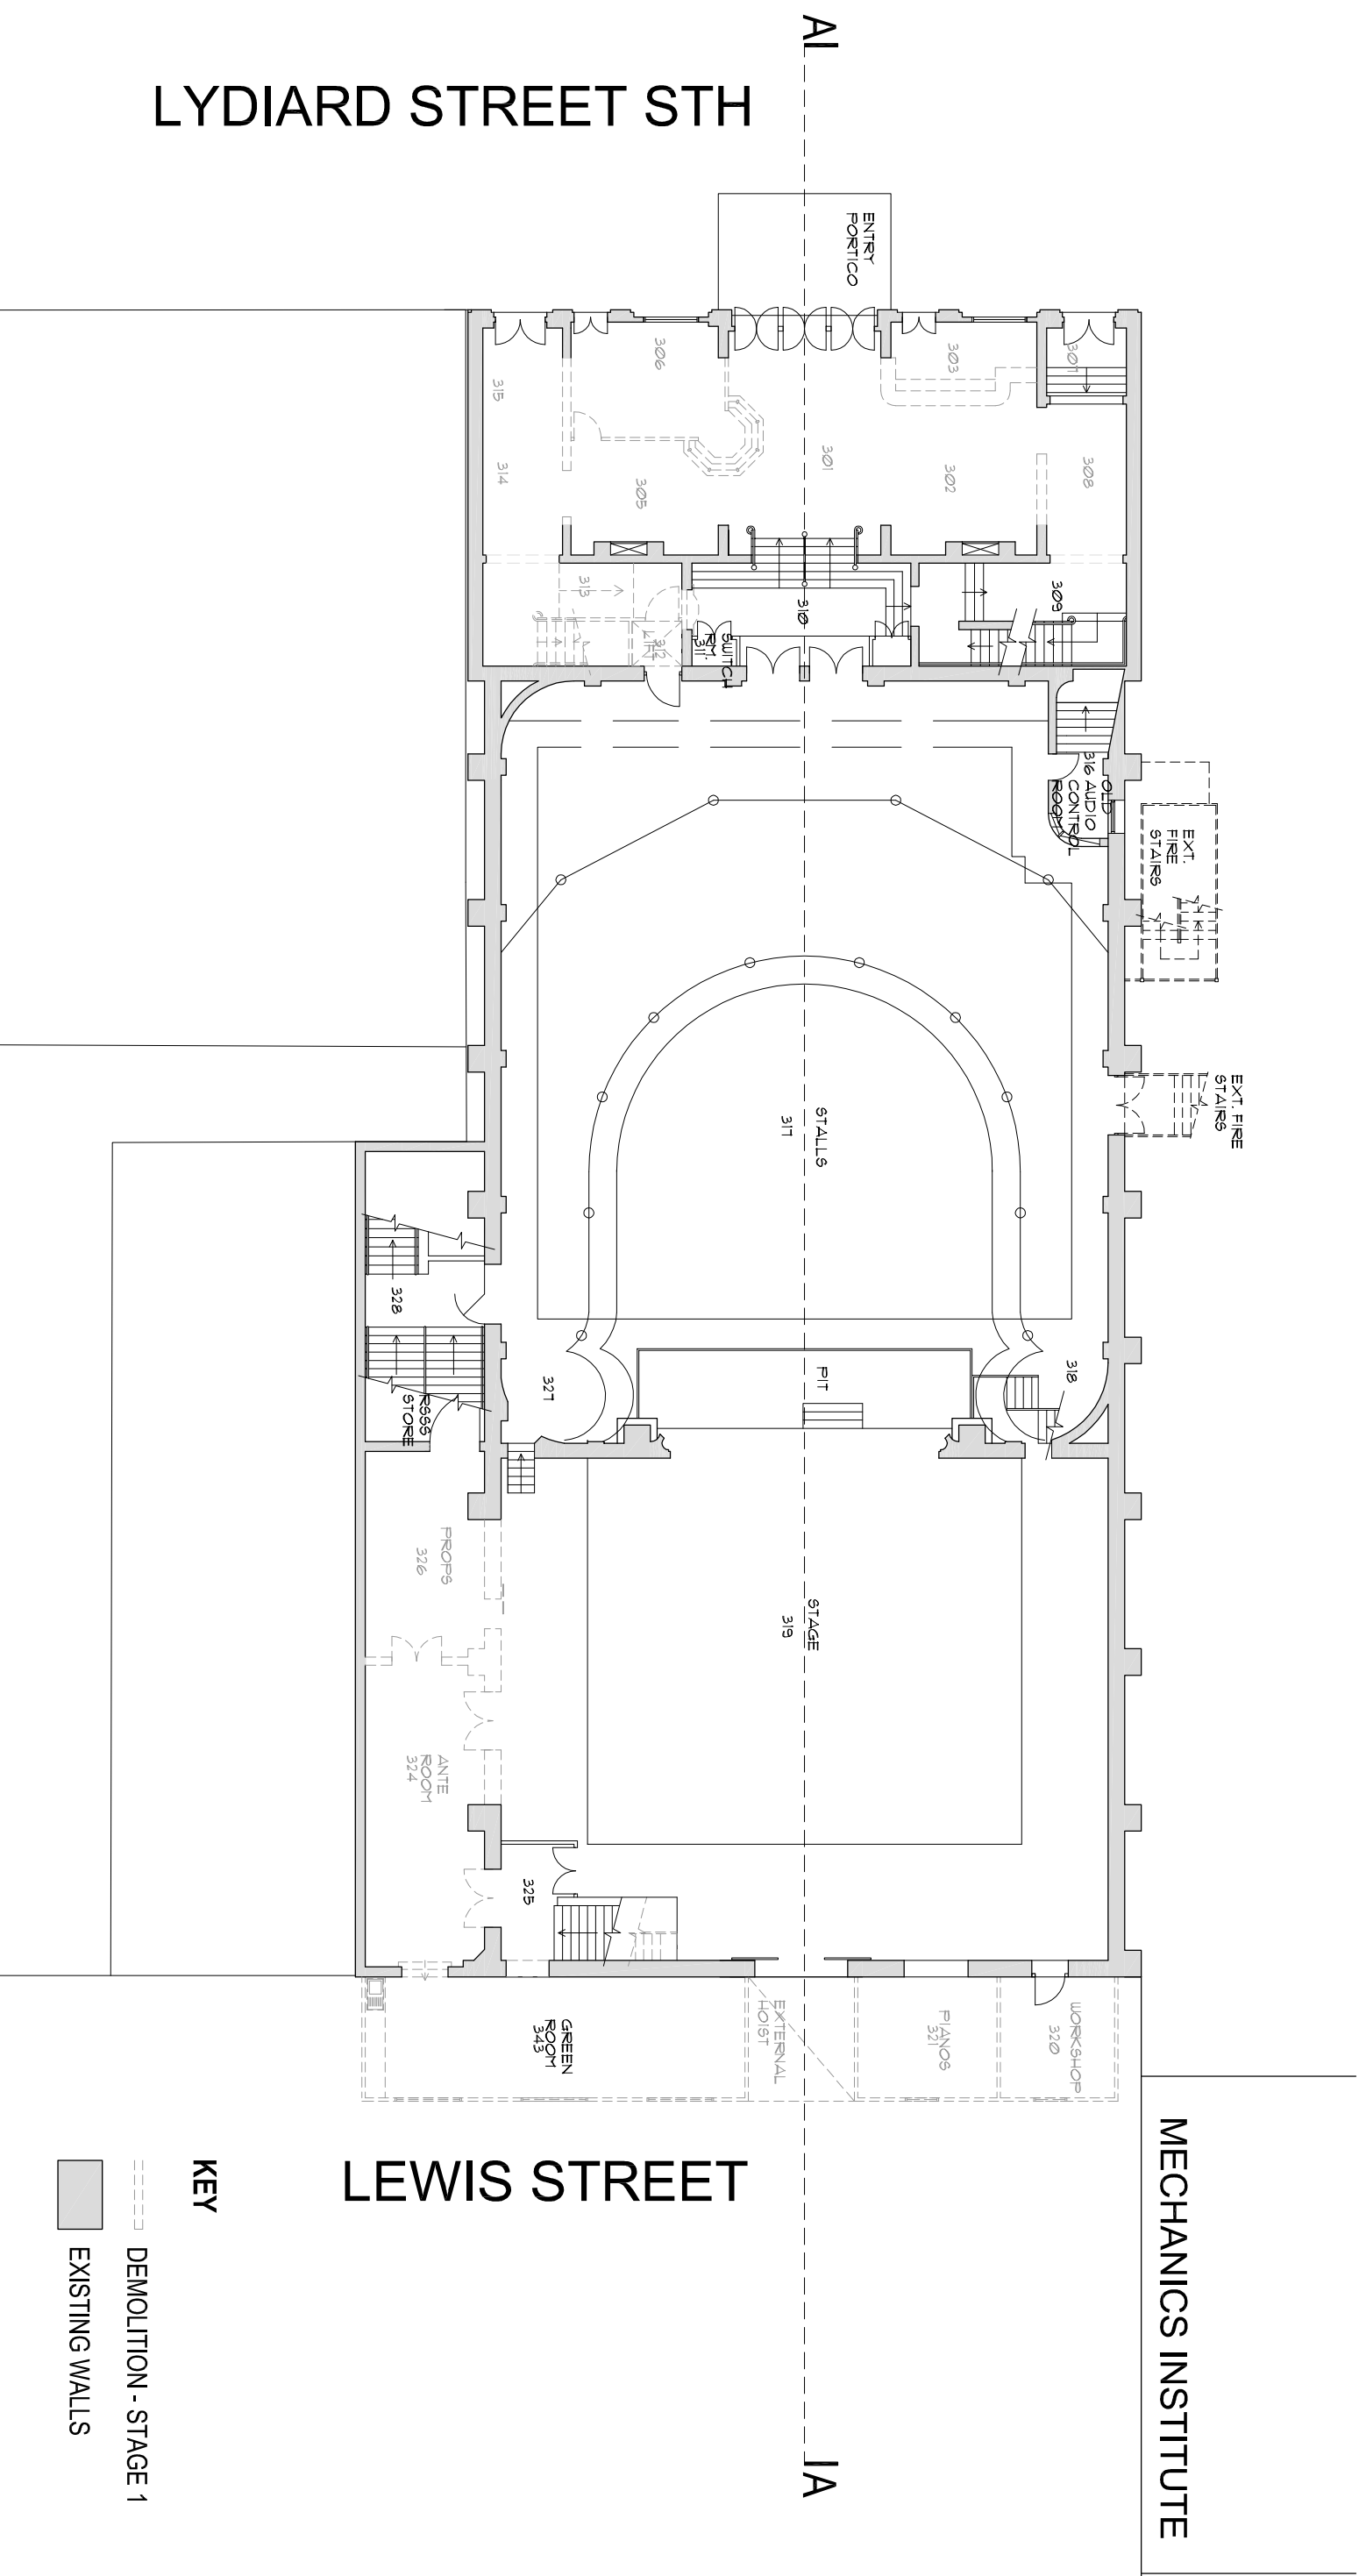 A
LYDIARD STREET STH
ENTRY
PORTICO
306
303
307
315
301
314
305
302
308
313
310
309
312
SWITCH
RM.
311
OLD
316 AUDIO
CONTROL
ROOM
EXT.
FIRE
STAIRS
EXT. FIRE
STAIRS
STALLS
317
328
327
PIT
318
RSSS
STORE
PROPS
326
STAGE
319
ANTE
ROOM
324
325
GREEN
ROOM
343
EXTERNAL
HOIST
PIANOS
321
WORKSHOP
320
LEWIS STREET
MECHANICS INSTITUTE
A
KEY
DEMOLITION - STAGE 1
EXISTING WALLS